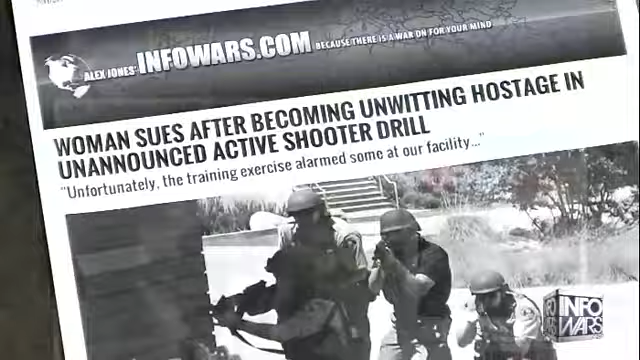 ALEX JONES' INFOWARS.COM BECAUSE THERE IS A WAR ON FOR YOUR MIND
WOMAN SUES AFTER BECOMING UNWITTING HOSTAGE IN
UNANNOUNCED ACTIVE SHOOTER DRILL
"Unfortunately, the training exercise alarmed some at our facility..."
INFO
WARS